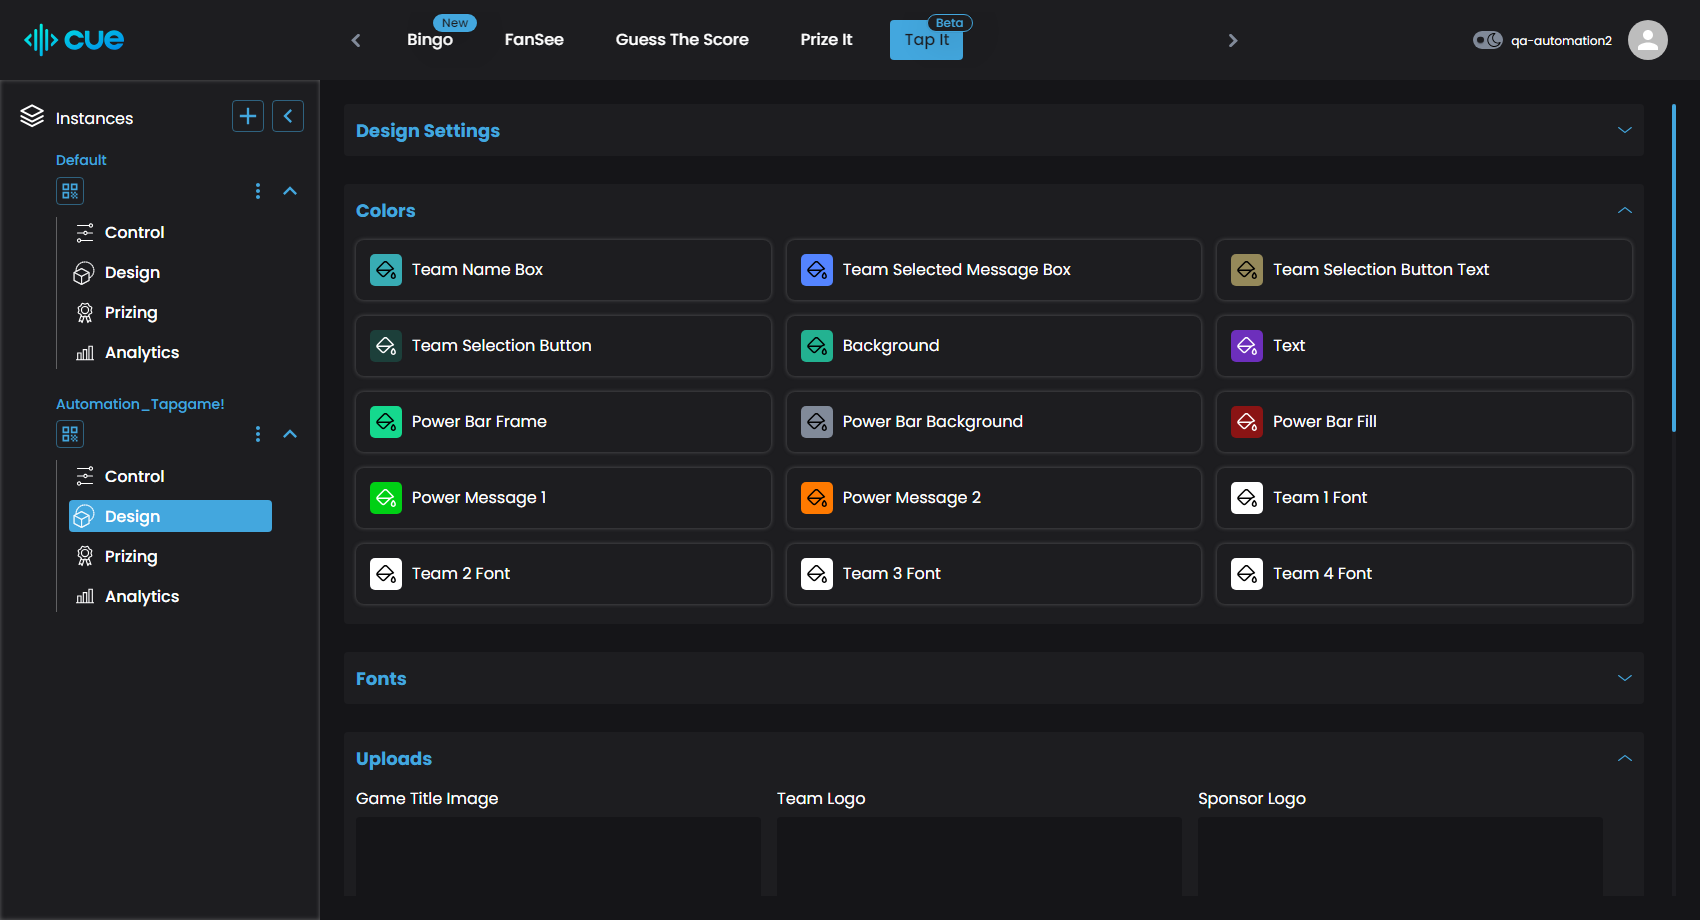 cue
Bingo
New
FanSee
Guess The Score
Prize It
Tap It
Beta
qa-automation2
Instances
Default
Control
Design
Prizing
Analytics
Automation_Tapgame!
Control
Design
Prizing
Analytics
Design Settings
Colors
Team Name Box
Team Selected Message Box
Team Selection Button Text
Team Selection Button
Background
Text
Power Bar Frame
Power Bar Background
Power Bar Fill
Power Message 1
Power Message 2
Team 1 Font
Team 2 Font
Team 3 Font
Team 4 Font
Fonts
Uploads
Game Title Image
Team Logo
Sponsor Logo